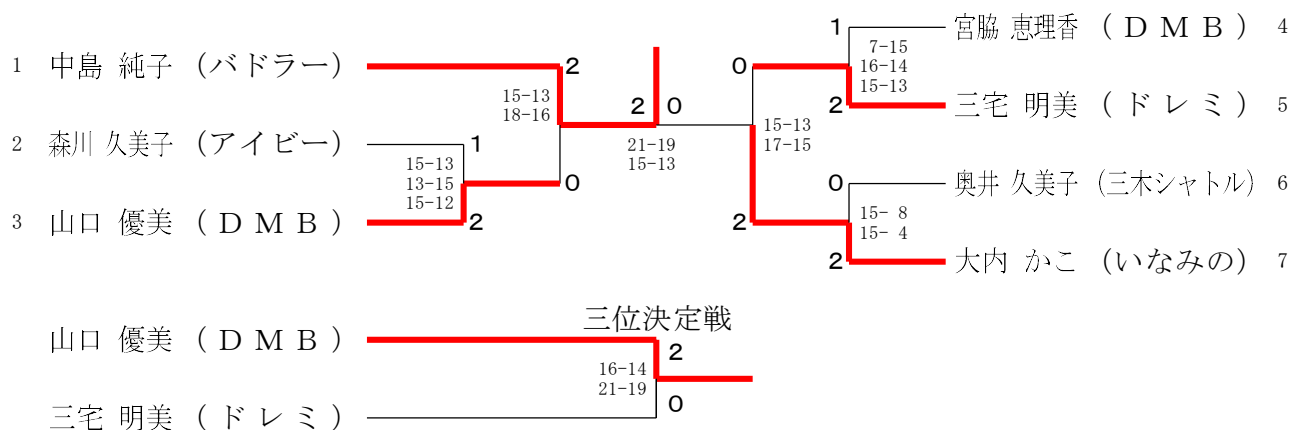 1 中島 純子 (バドラー)
2
15-13
18-16
2 森川 久美子 (アイビー)
1
15-13
13-15
15-12
0
3 山口 優美 (ＤＭＢ)
2
2 0
21-19
15-13
1
宮脇 恵理香 (ＤＭＢ) 4
7-15
16-14
15-13
0
2
三宅 明美 (ドレミ) 5
15-13
17-15
0
奥井 久美子 (三木シャトル) 6
15- 8
15- 4
2
2
大内 かこ (いなみの) 7
三位決定戦
山口 優美 (ＤＭＢ)
2
16-14
21-19
0
三宅 明美 (ドレミ)